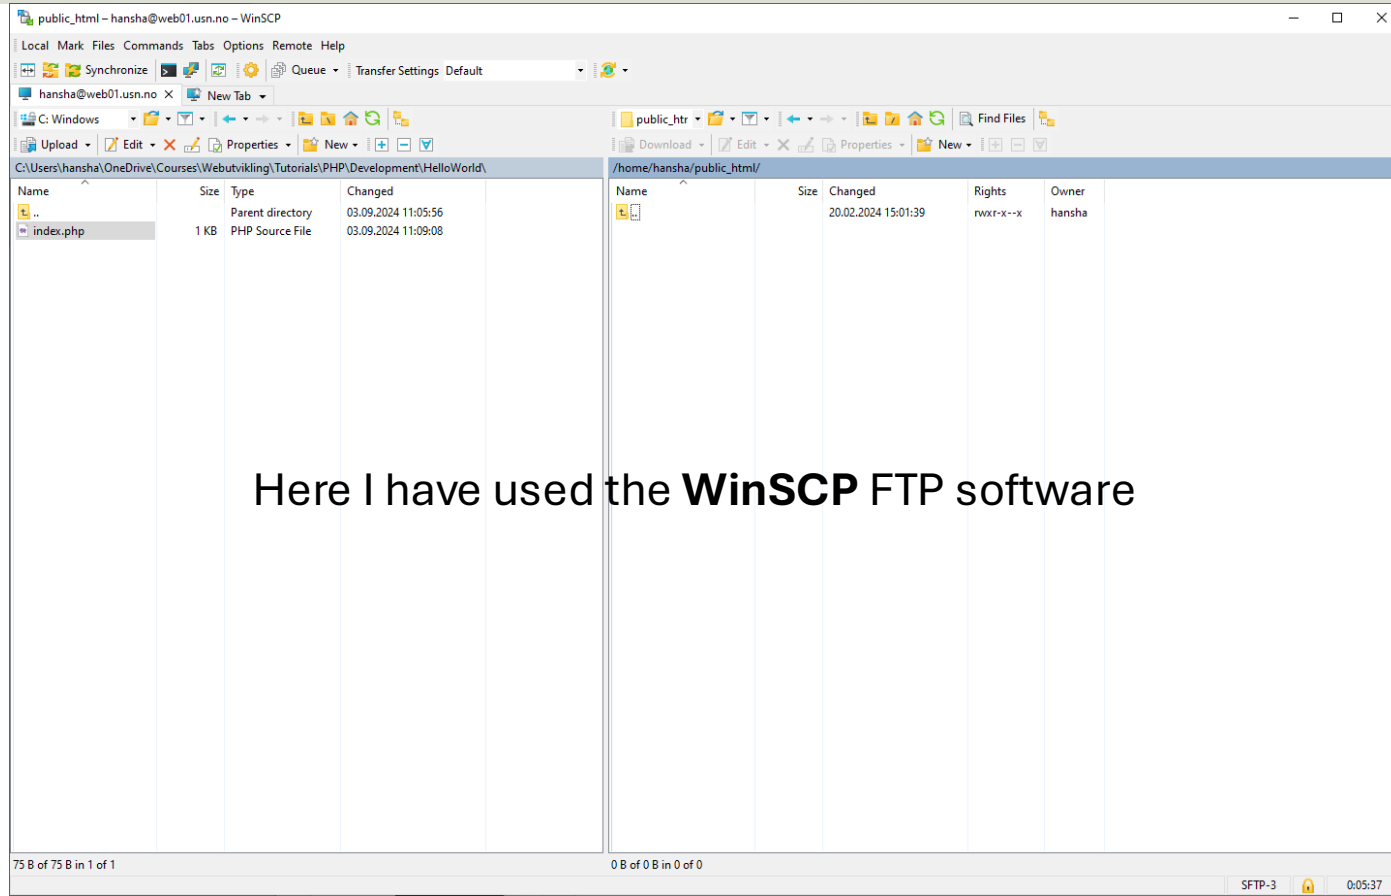 public_html – hansha@web01.usn.no – WinSCP
Local Mark Files Commands Tabs Options Remote Help
Synchronize Queue Transfer Settings Default
hansha@web01.usn.no New Tab
C: Windows public_htr Find Files
Upload Edit Properties New Download Edit Properties New
C:\Users\hansha\OneDrive\Courses\Webutvikling\Tutorials\PHP\Development\HelloWorld\ /home/hansha/public_html/
Name Size Type Changed Name Size Changed Rights Owner
.. Parent directory 03.09.2024 11:05:56 .. 20.02.2024 15:01:39 rwxr-x--x hansha
index.php 1 KB PHP Source File 03.09.2024 11:09:08
Here I have used the WinSCP FTP software
75 B of 75 B in 1 of 1 0 B of 0 B in 0 of 0
SFTP-3 0:05:37